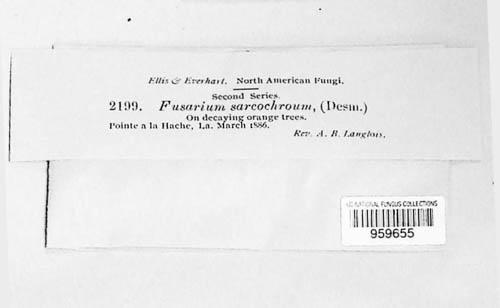 Ellis & Everhart, North American Fungi.
Second Series.
2199. Fusarium sarcochroum, (Desm.)
On decaying orange trees.
Pointe a la Hache, La. March 1886.
Rev. A. B. Langlois.
NATIONAL FUNGUS COLLECTIONS
959655